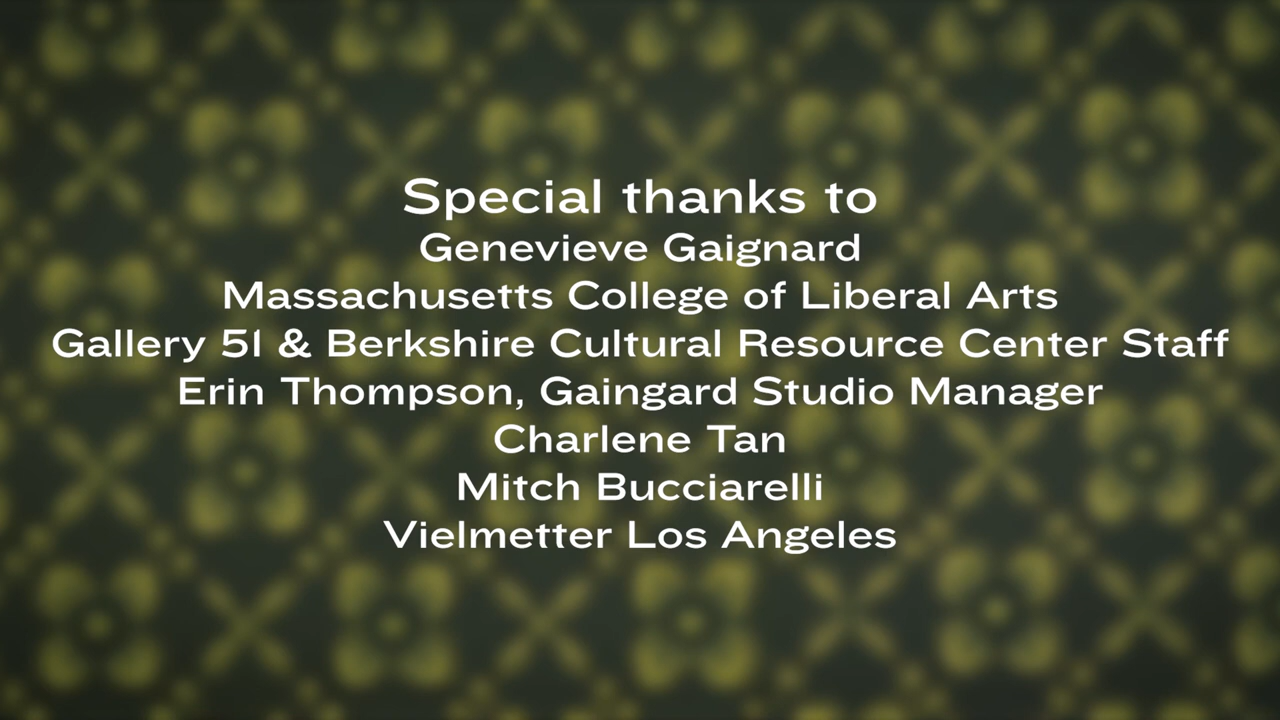 Special thanks to
Genevieve Gaignard
Massachusetts College of Liberal Arts
Gallery 51 & Berkshire Cultural Resource Center Staff
Erin Thompson, Gaingard Studio Manager
Charlene Tan
Mitch Bucciarelli
Vielmetter Los Angeles